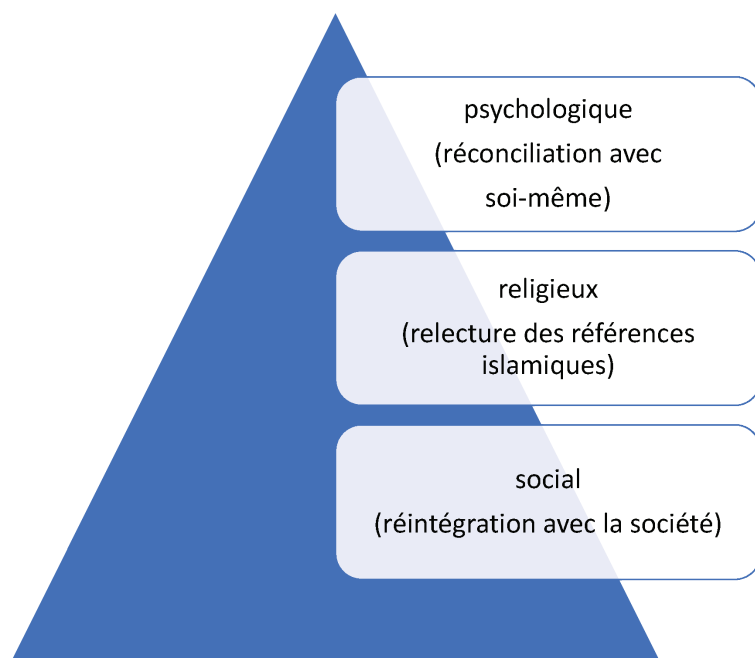 psychologique
(réconciliation avec
soi-même)
religieux
(relecture des références
islamiques)
social
(réintégration avec la société)